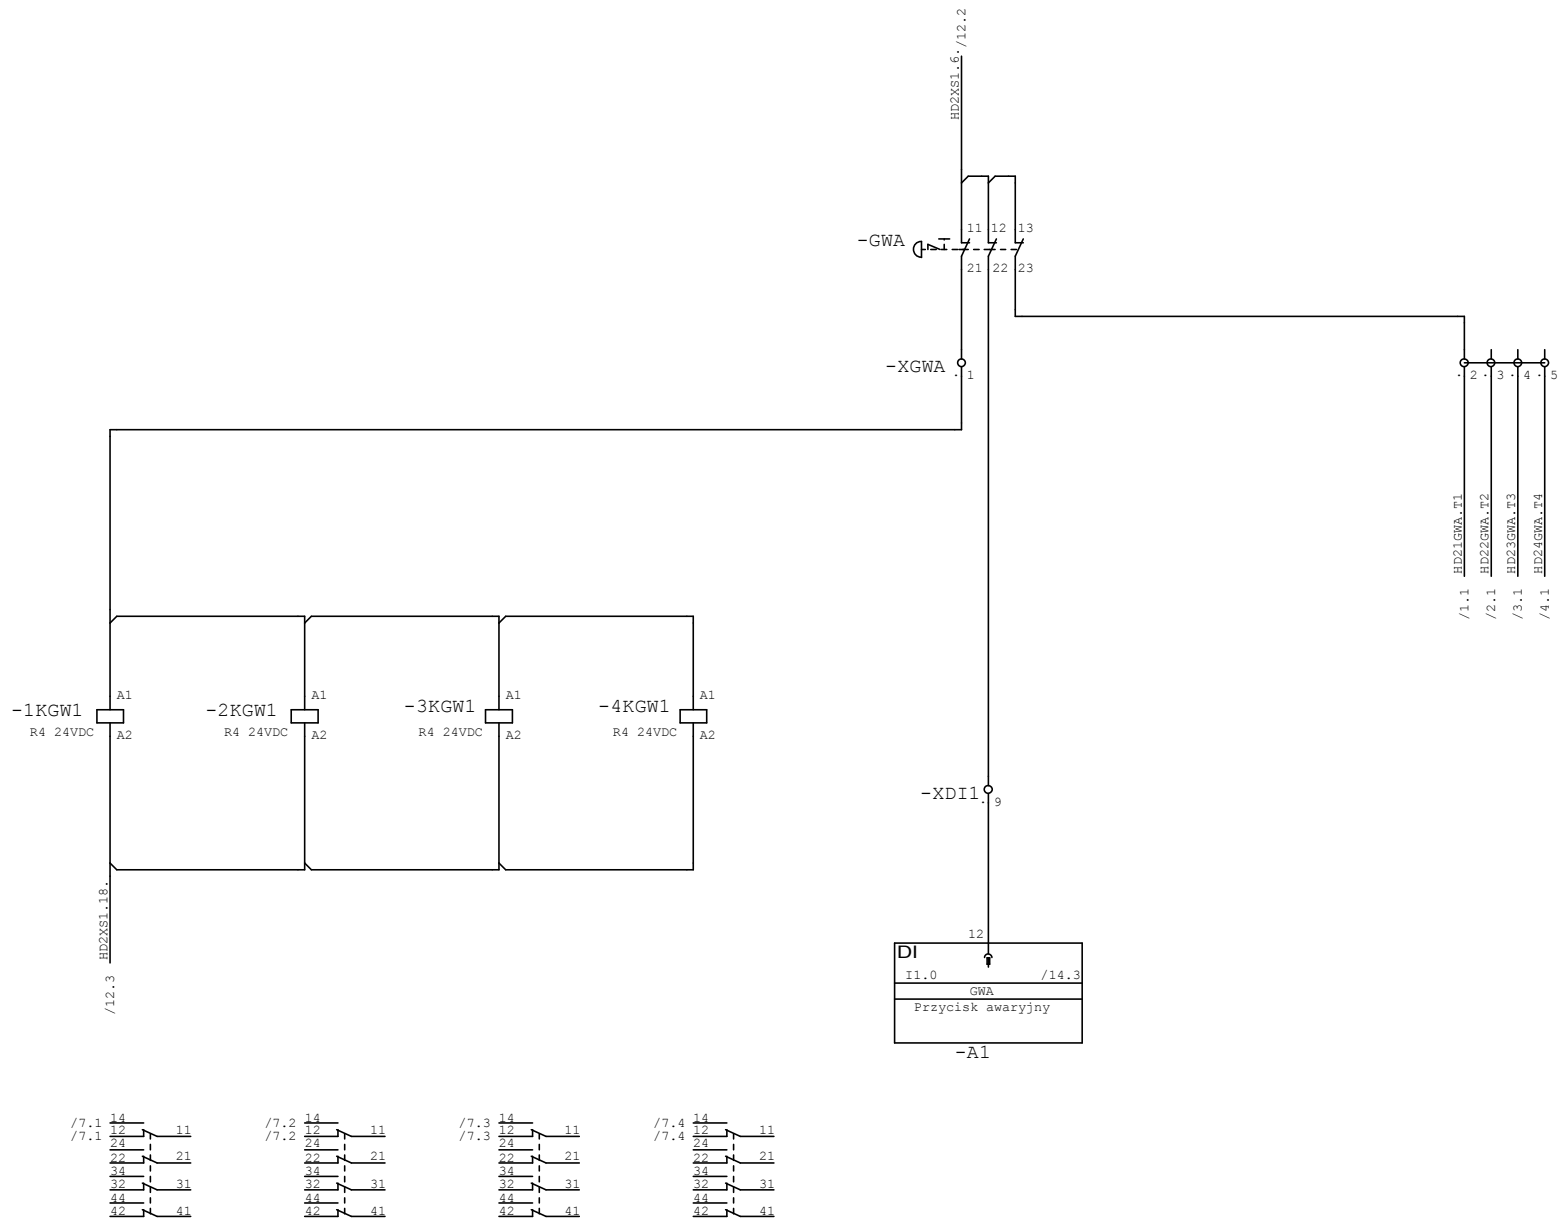 /12.2
HD2XS1.6.
-GWA
11 12 13
21 22 23
-XGWA
. 1
. 2 . 3 . 4 . 5
HD21GWA.T1
HD22GWA.T2
HD23GWA.T3
HD24GWA.T4
/1.1
/2.1
/3.1
/4.1
A1 A1 A1 A1
-1KGW1 -2KGW1 -3KGW1 -4KGW1
R4 24VDC R4 24VDC R4 24VDC R4 24VDC
A2 A2 A2 A2
-XDI1
. 9
HD2XS1.18.
/12.3
12
DI
I1.0 /14.3
GWA
Przycisk awaryjny
-A1
/7.1 14
/7.1 12 11
24
22 21
34
32 31
44
42 41
/7.2 14
/7.2 12 11
24
22 21
34
32 31
44
42 41
/7.3 14
/7.3 12 11
24
22 21
34
32 31
44
42 41
/7.4 14
/7.4 12 11
24
22 21
34
32 31
44
42 41